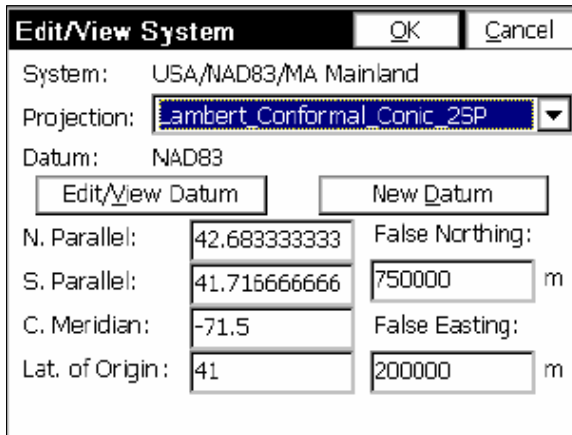 Edit/View System OK Cancel
System: USA/NAD83/MA Mainland
Projection: Lambert_Conformal_Conic_2SP
Datum: NAD83
Edit/View Datum New Datum
N. Parallel: 42.683333333 False Northing:
S. Parallel: 41.716666666 750000 m
C. Meridian: -71.5 False Easting:
Lat. of Origin: 41 200000 m